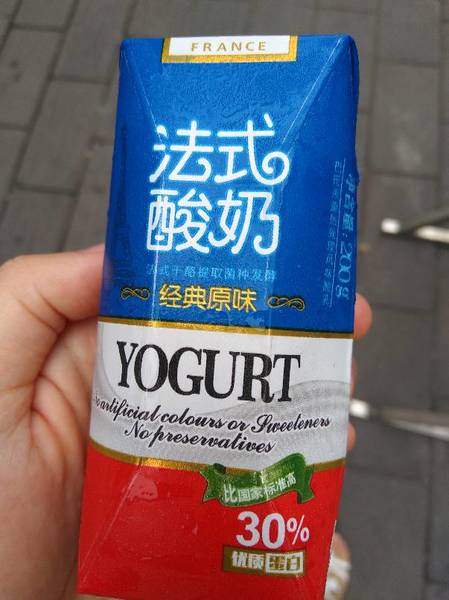 FRANCE
法式
酸奶
法式干酪提取菌种发酵
经典原味
净含量:200g
YOGURT
artificial colours or Sweeteners
No preservatives
比国家标准高
30%
优质蛋白